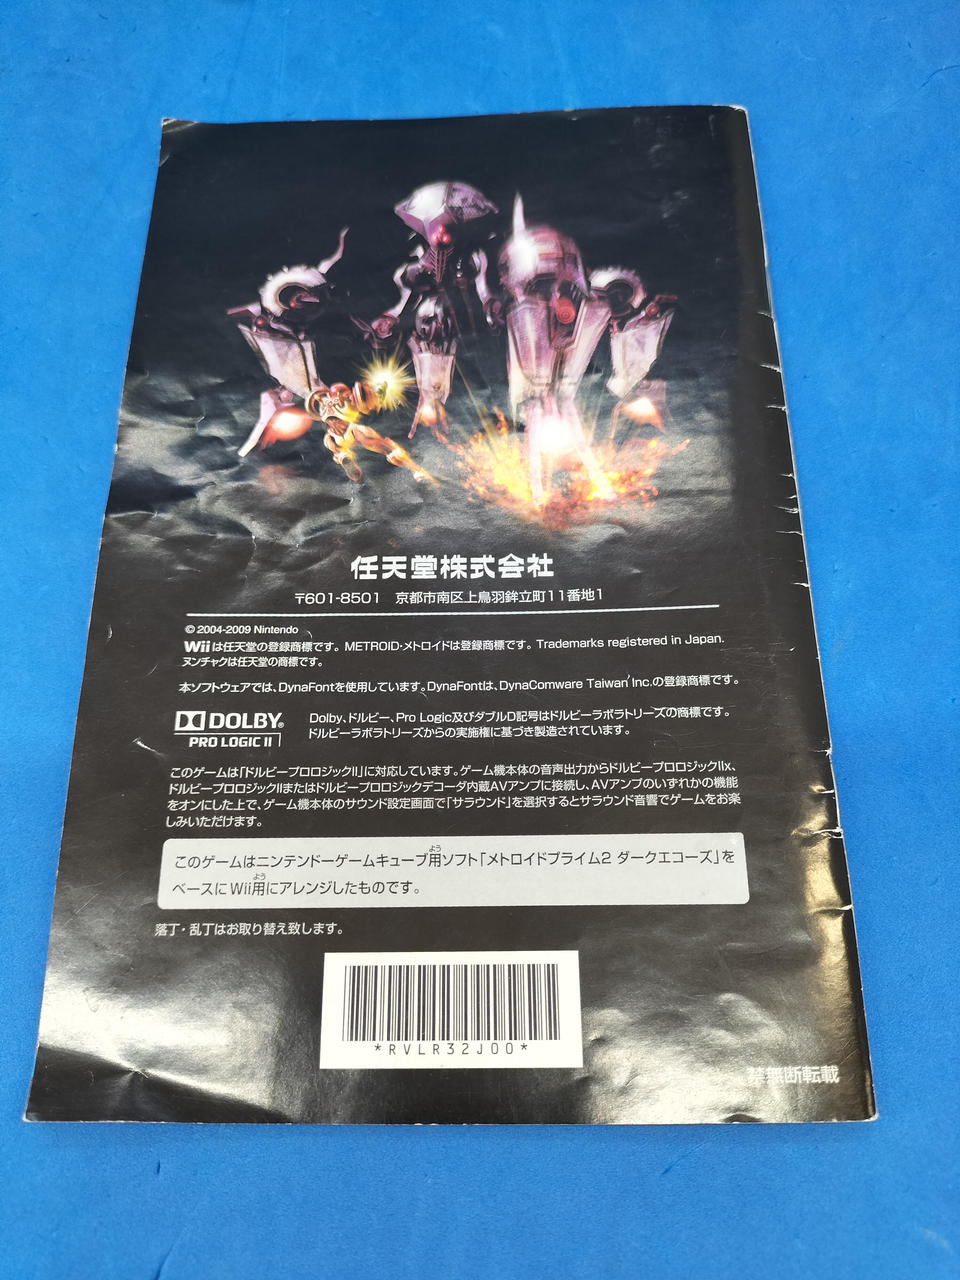 任天堂株式会社
〒601-8501 京都市南区上鳥羽鉾立町11番地1
© 2004-2009 Nintendo
Wiiは任天堂の登録商標です。METROID・メトロイドは登録商標です。Trademarks registered in Japan.
ヌンチャクは任天堂の商標です。
本ソフトウェアでは、DynaFontを使用しています。DynaFontは、DynaComware Taiwan Inc.の登録商標です。
DOLBY®
PRO LOGIC II
Dolby、ドルビー、Pro Logic及びダブルD記号はドルビーラボラトリーズの商標です。
ドルビーラボラトリーズからの実施権に基づき製造されています。
このゲームは「ドルビープロロジックII」に対応しています。ゲーム機本体の音声出力からドルビープロロジックIIx、
ドルビープロロジックIIまたはドルビープロロジックデコーダ内蔵AVアンプに接続し、AVアンプのいずれかの機能
をオンにした上で、ゲーム機本体のサウンド設定画面で「サラウンド」を選択するとサラウンド音響でゲームをお楽
しみいただけます。
よう
このゲームはニンテンドーゲームキューブ用ソフト「メトロイドプライム2 ダークエコーズ」を
よう
ベースにWii用にアレンジしたものです。
落丁・乱丁はお取り替え致します。
*RVLR32J00*
禁無断転載